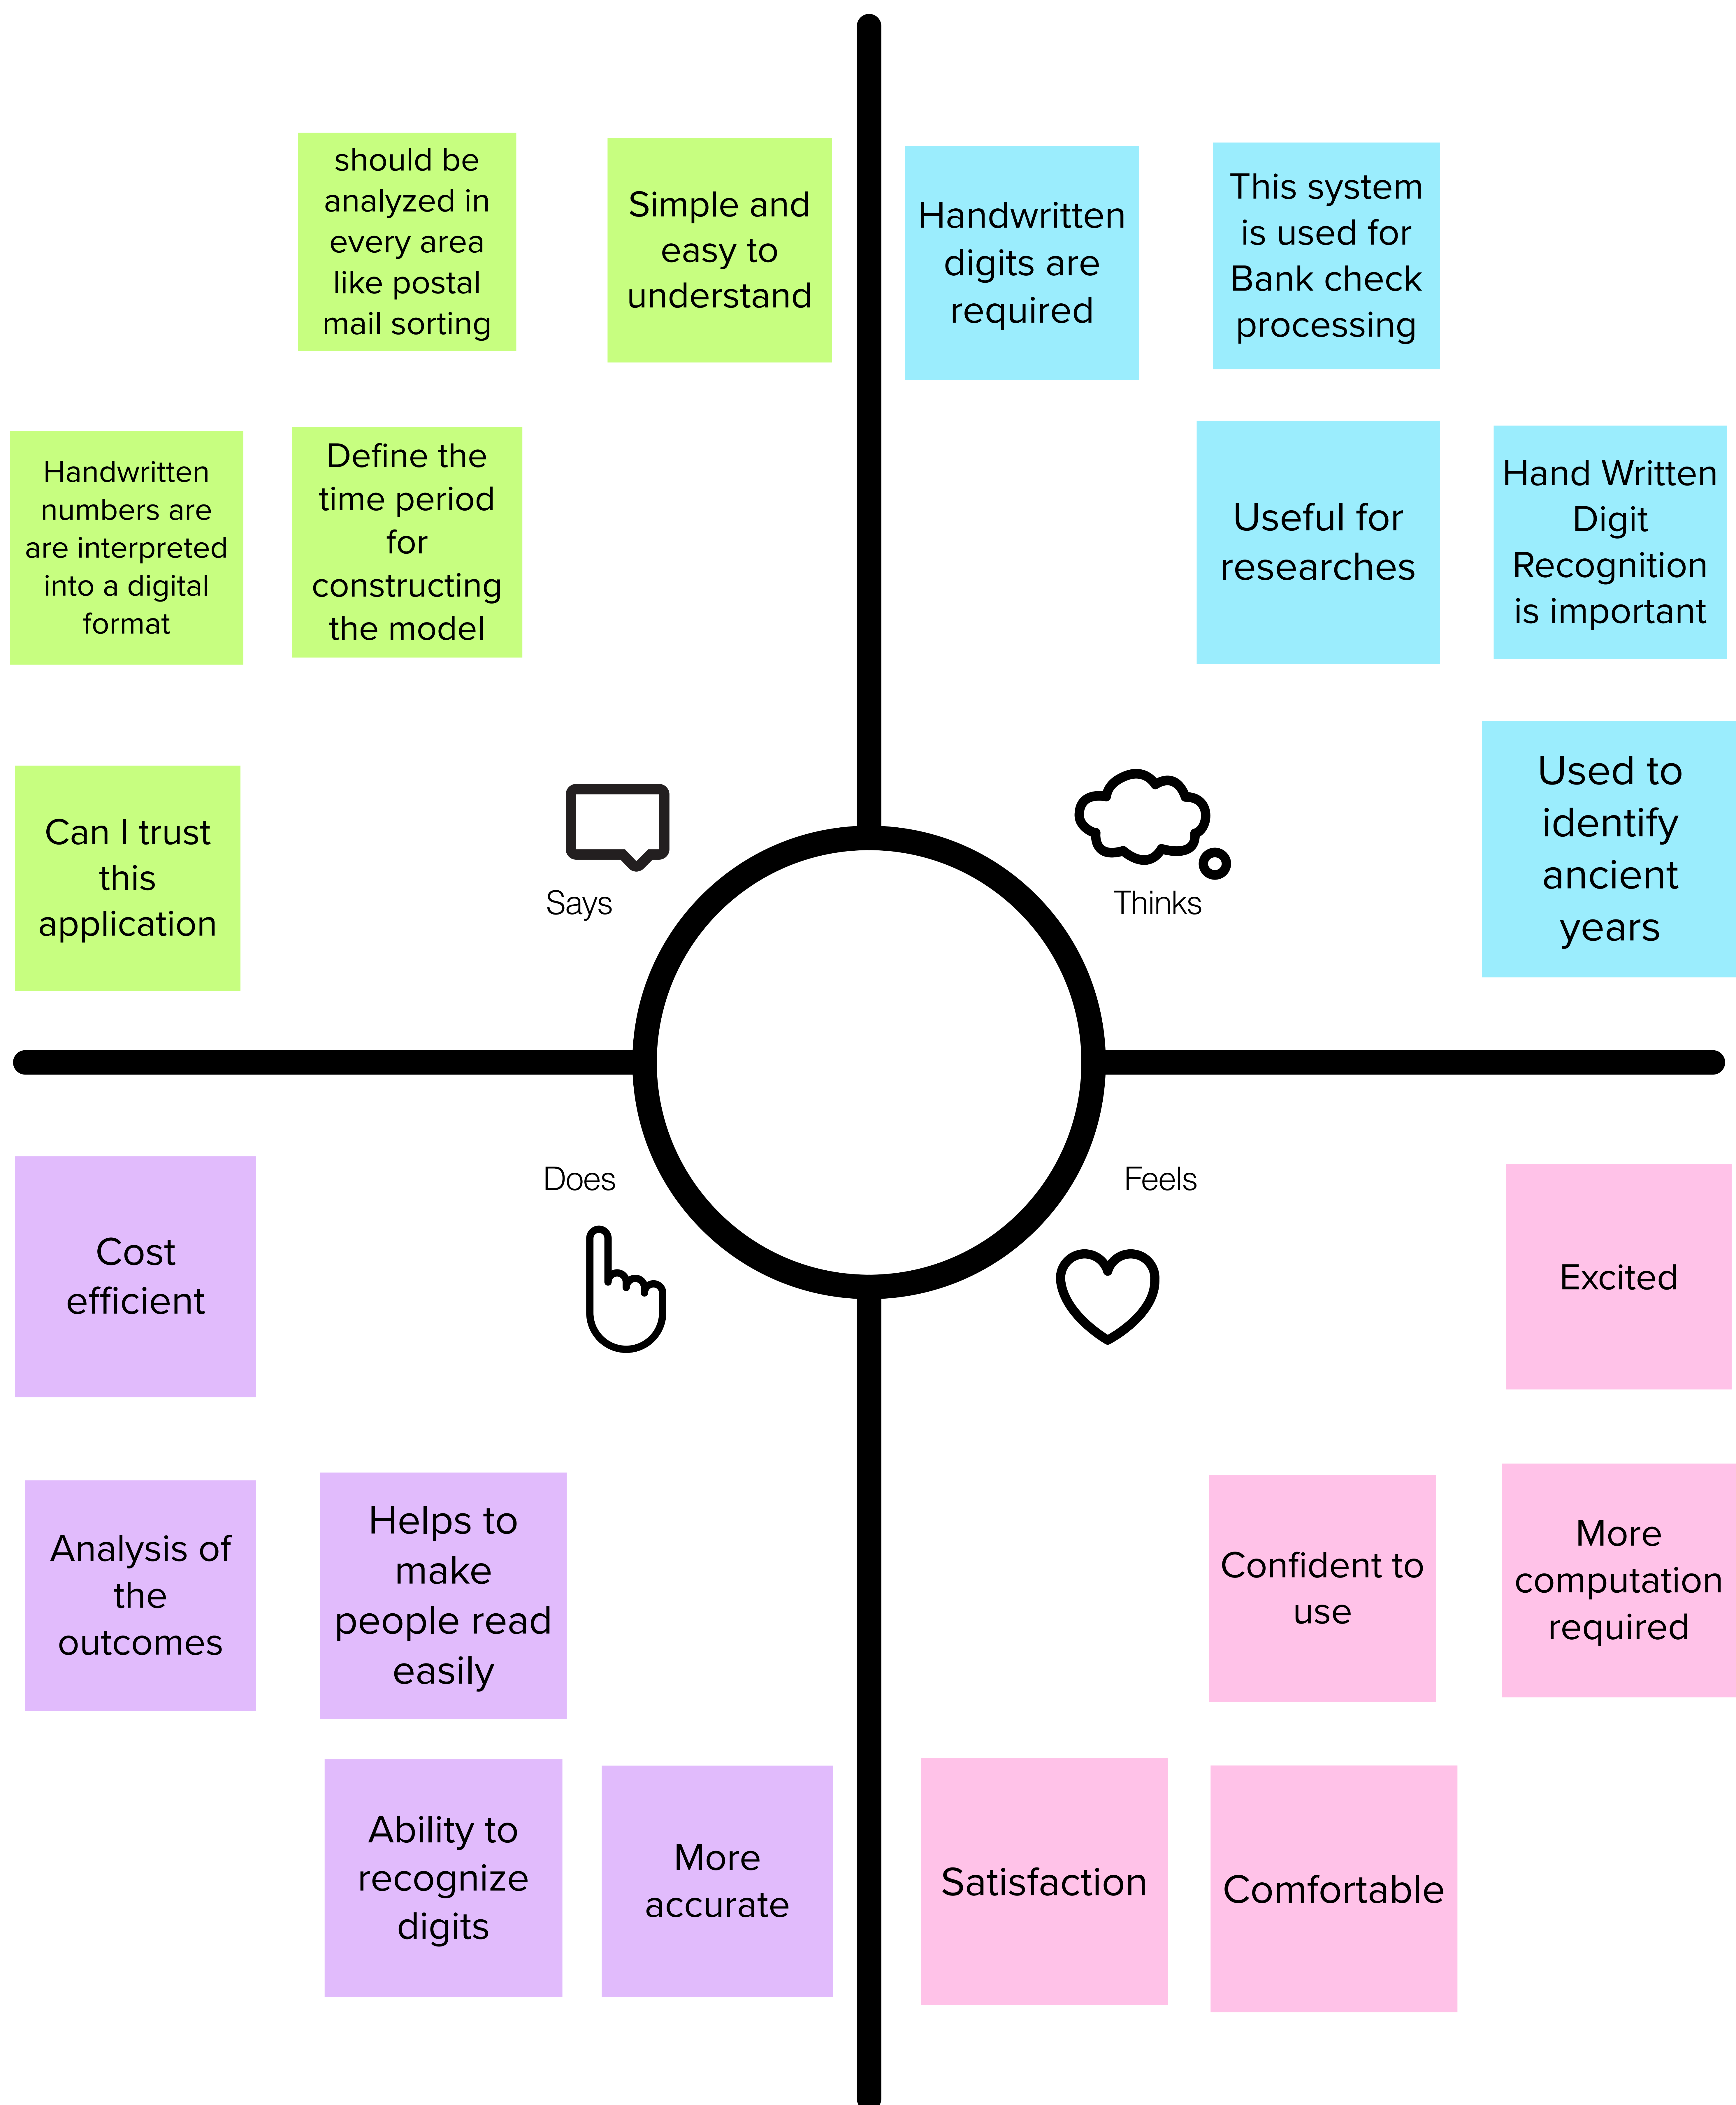 should be
analyzed in
every area
like postal
mail sorting
Simple and
easy to
understand
Handwritten
numbers are
are interpreted
into a digital
format
Define the
time period
for
constructing
the model
Can I trust
this
application
Says
Handwritten
digits are
required
This system
is used for
Bank check
processing
Useful for
researches
Hand Written
Digit
Recognition
is important
Used to
identify
ancient
years
Thinks
Does
Cost
efficient
Analysis of
the
outcomes
Helps to
make
people read
easily
Ability to
recognize
digits
More
accurate
Feels
Excited
Confident to
use
More
computation
required
Satisfaction
Comfortable